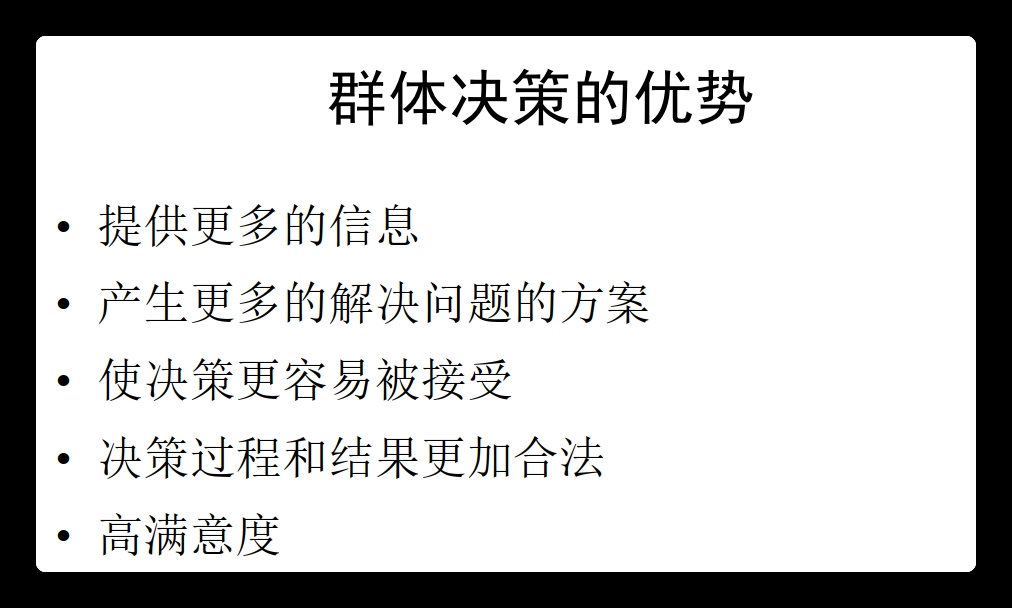 群体决策的优势
• 提供更多的信息
• 产生更多的解决问题的方案
• 使决策更容易被接受
• 决策过程和结果更加合法
• 高满意度